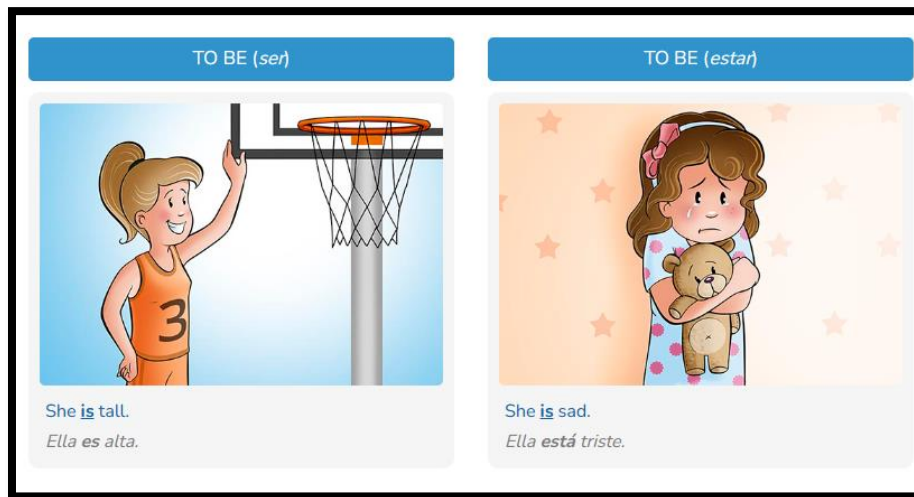 TO BE (ser)
She is tall.
Ella es alta.
3
TO BE (estar)
She is sad.
Ella está triste.